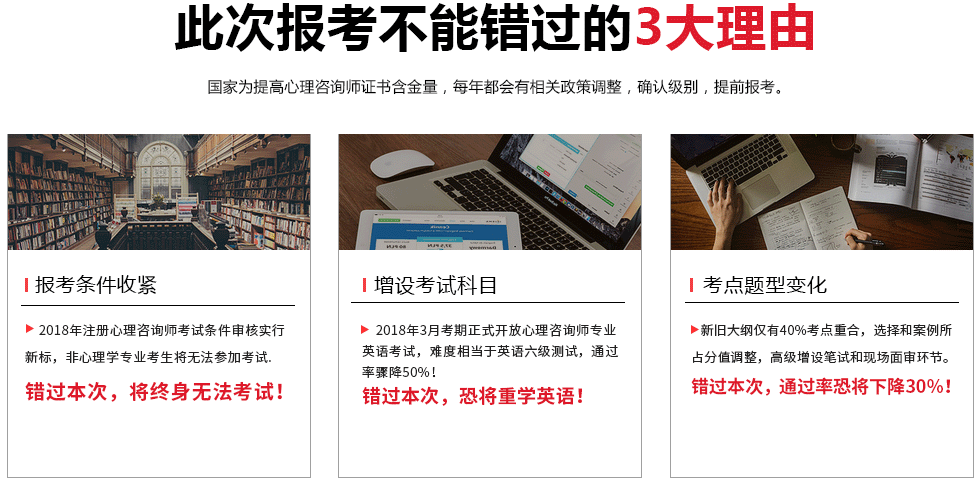 此次报考不能错过的3大理由
国家为提高心理咨询师证书含金量，每年都会有相关政策调整，确认级别，提前报考。
报考条件收紧
2018年注册心理咨询师考试条件审核实行
新标，非心理学专业考生将无法参加考试.
错过本次，将终身无法考试！
增设考试科目
2018年3月考期正式开放心理咨询师专业
英语考试，难度相当于英语六级测试，通过
率骤降50%！
错过本次，恐将重学英语！
考点题型变化
新旧大纲仅有40%考点重合，选择和案例所
占分值调整，高级增设笔试和现场面审环节。
错过本次，通过率恐将下降30%！